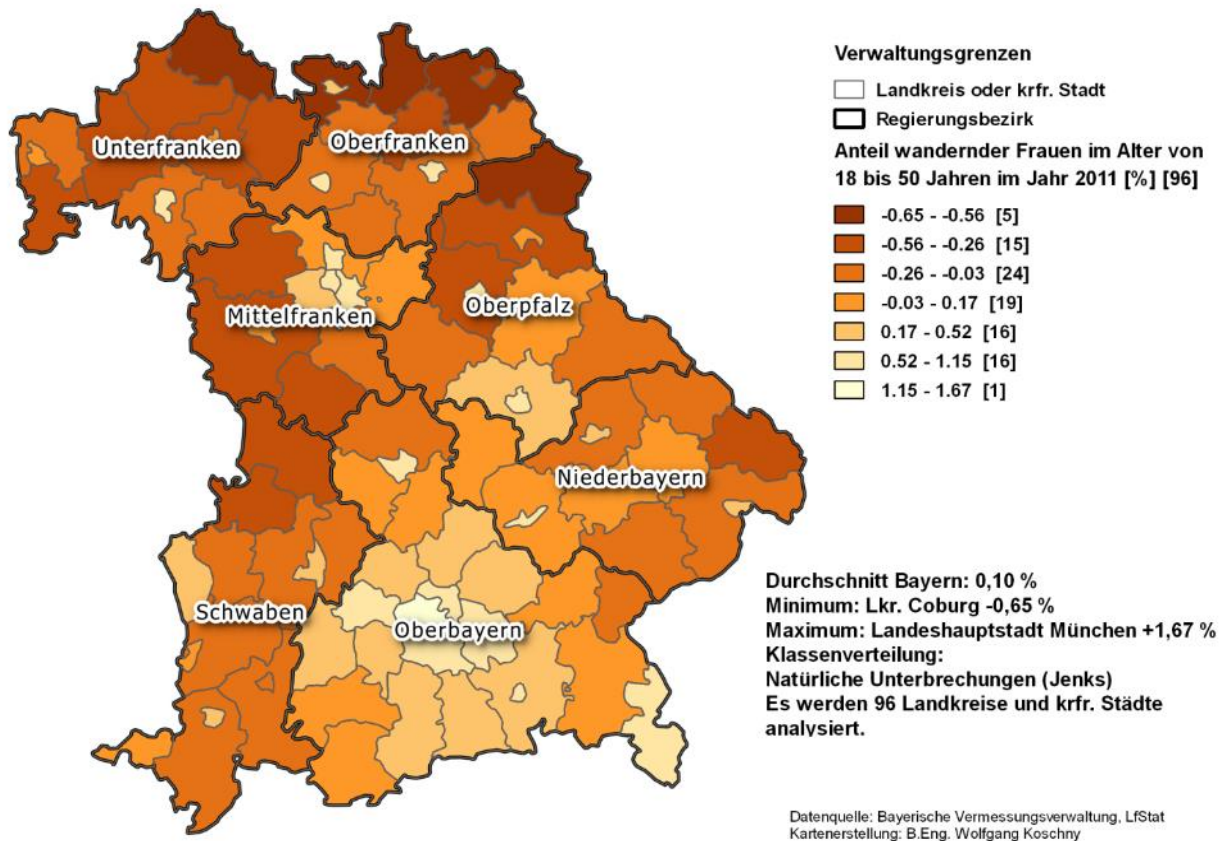 Verwaltungsgrenzen
Landkreis oder krfr. Stadt
Regierungsbezirk
Anteil wandernder Frauen im Alter von
18 bis 50 Jahren im Jahr 2011 [%] [96]
-0.65 - -0.56 [5]
-0.56 - -0.26 [15]
-0.26 - -0.03 [24]
-0.03 - 0.17 [19]
0.17 - 0.52 [16]
0.52 - 1.15 [16]
1.15 - 1.67 [1]
Unterfranken
Oberfranken
Mittelfranken
Oberpfalz
Niederbayern
Schwaben
Oberbayern
Durchschnitt Bayern: 0,10 %
Minimum: Lkr. Coburg -0,65 %
Maximum: Landeshauptstadt München +1,67 %
Klassenverteilung:
Natürliche Unterbrechungen (Jenks)
Es werden 96 Landkreise und krfr. Städte
analysiert.
Datenquelle: Bayerische Vermessungsverwaltung, LfStat
Kartenerstellung: B.Eng. Wolfgang Koschny